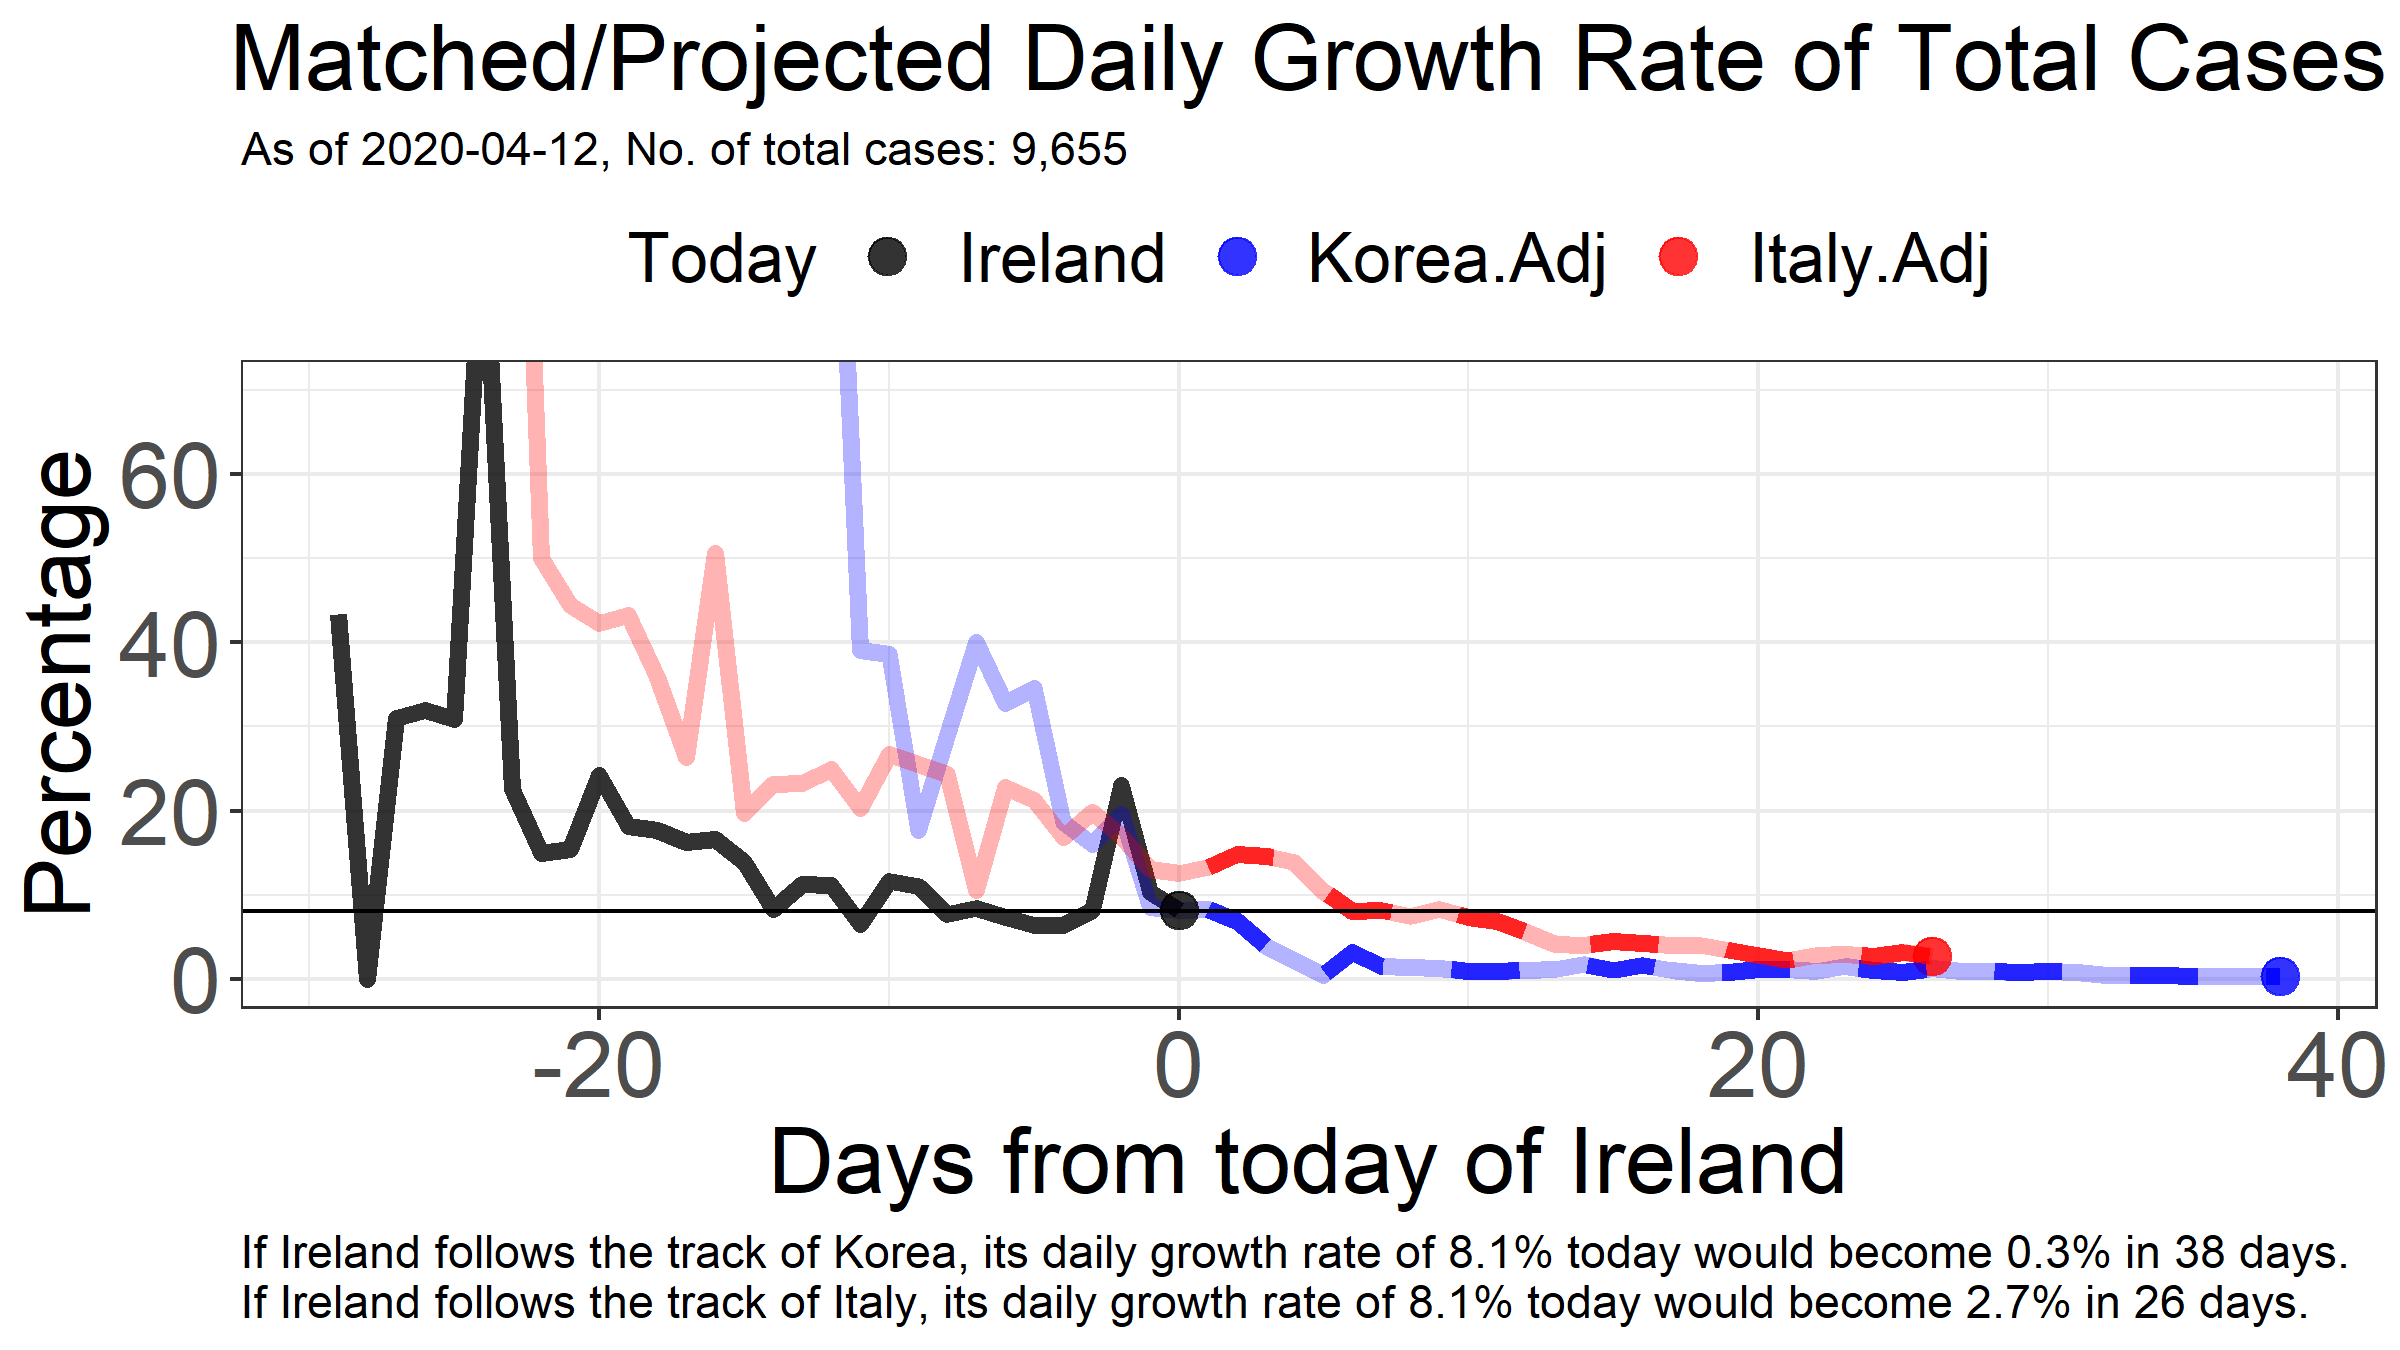 Matched/Projected Daily Growth Rate of Total Cases
As of 2020-04-12, No. of total cases: 9,655
Today Ireland Korea.Adj Italy.Adj
Percentage
60
40
20
0
-20 0 20 40
Days from today of Ireland
If Ireland follows the track of Korea, its daily growth rate of 8.1% today would become 0.3% in 38 days.
If Ireland follows the track of Italy, its daily growth rate of 8.1% today would become 2.7% in 26 days.